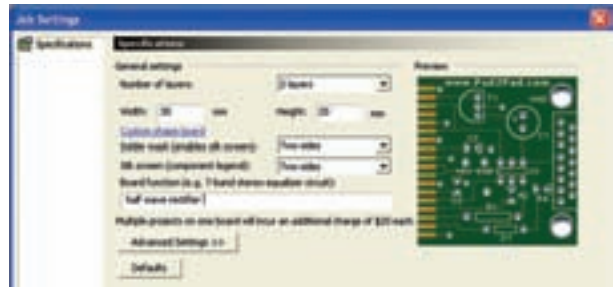 Job Settings
Specifications
Specifications
General settings
Preview
Number of layers:
2 layers
Width: mm Height: mm
Custom shape board
Solder mask (enables silk screen): Two sides
Silk screen (component legend): Two sides
Board function (e.g. 7 band stereo equalizer circuit):
half wave rectifier
Multiple projects on one board will incur an additional charge of $20 each
Advanced Settings >>
Defaults
www.Pad2Pad.com